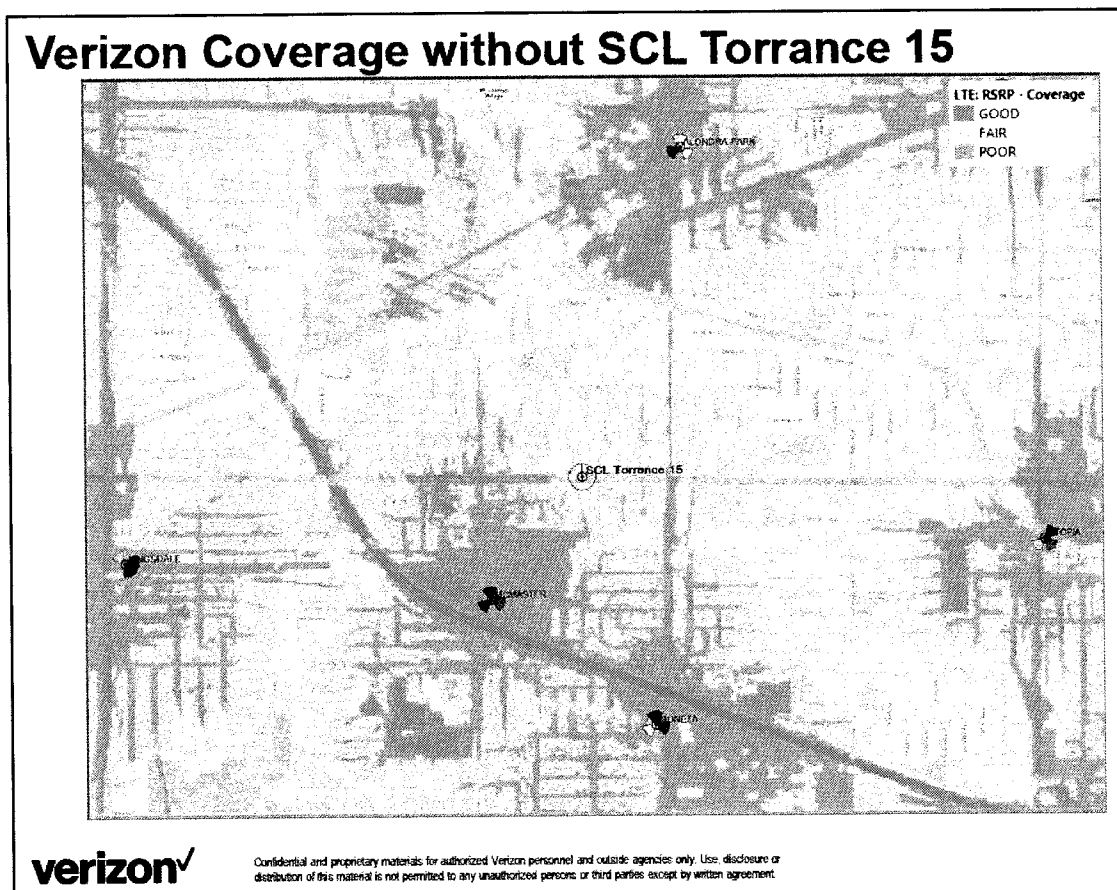 Verizon Coverage without SCL Torrance 15
LTE: RSRP - Coverage
GOOD
FAIR
POOR
SCL Torrance 15
verizon✓
Confidential and proprietary materials for authorized Verizon personnel and outside agencies only. Use, disclosure or
distribution of this material is not permitted to any unauthorized persons or third parties except by written agreement.